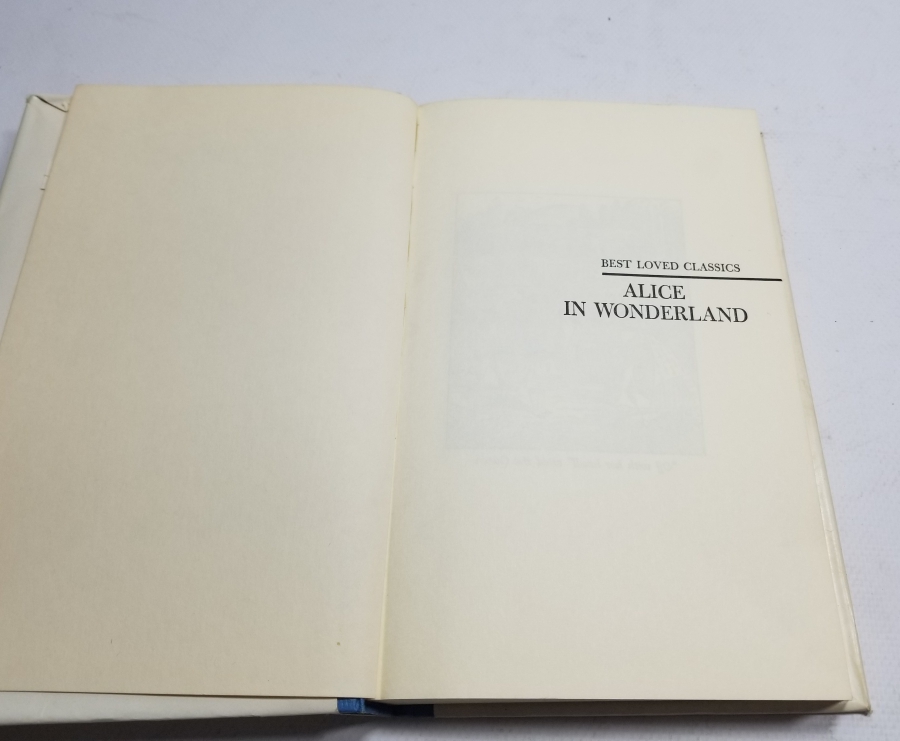 BEST LOVED CLASSICS
ALICE
IN WONDERLAND